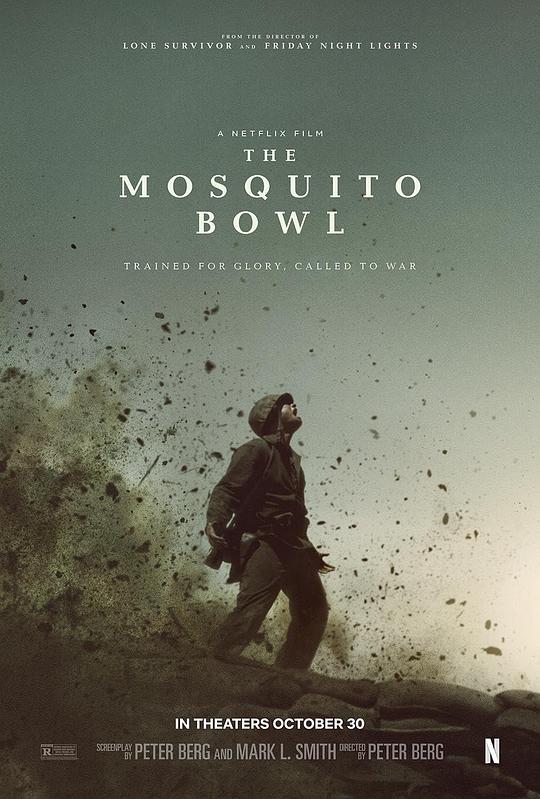 FROM THE DIRECTOR OF
LONE SURVIVOR AND FRIDAY NIGHT LIGHTS
A NETFLIX FILM
THE
MOSQUITO
BOWL
TRAINED FOR GLORY, CALLED TO WAR
IN THEATERS OCTOBER 30
R SCREENPLAY BY PETER BERG AND MARK L. SMITH DIRECTED BY PETER BERG N